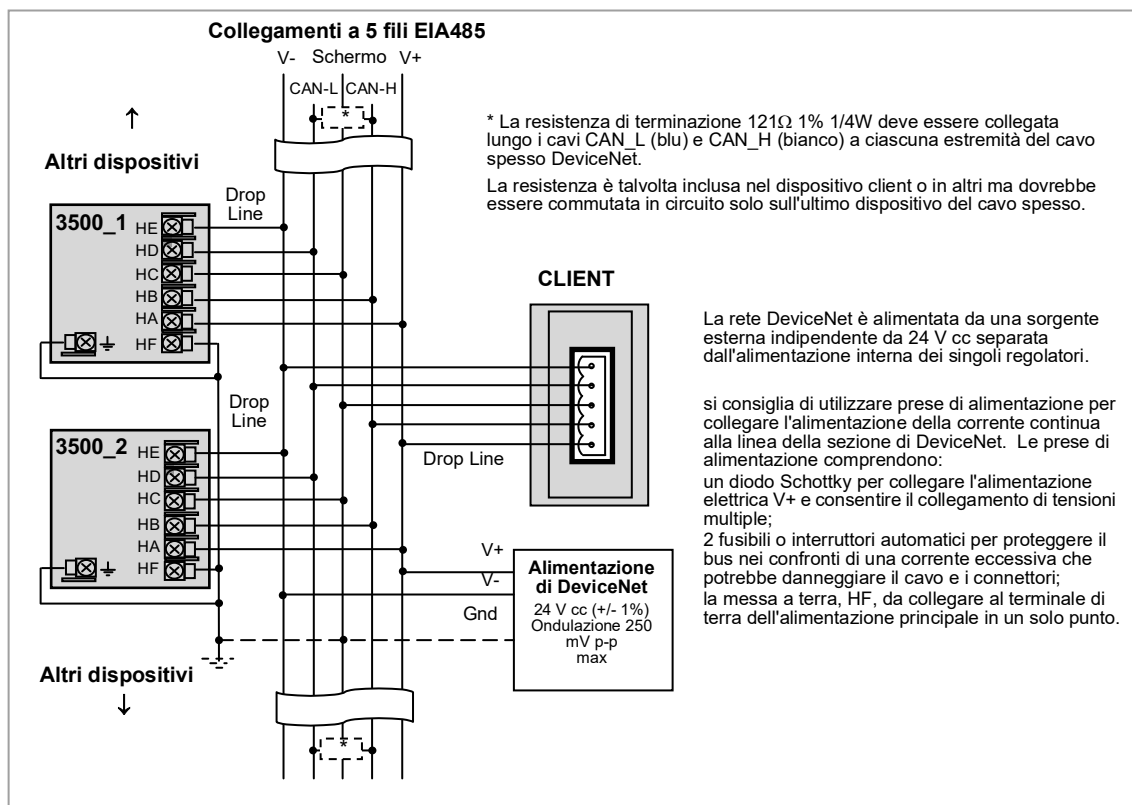 Collegamenti a 5 fili EIA485
V- Schermo V+
CAN-L CAN-H
*
* La resistenza di terminazione 121Ω 1% 1/4W deve essere collegata
lungo i cavi CAN_L (blu) e CAN_H (bianco) a ciascuna estremità del cavo
spesso DeviceNet.
La resistenza è talvolta inclusa nel dispositivo client o in altri ma dovrebbe
essere commutata in circuito solo sull'ultimo dispositivo del cavo spesso.
↑
Altri dispositivi
Drop
Line
3500_1
HE
HD
HC
HB
HA
HF
CLIENT
Drop Line
La rete DeviceNet è alimentata da una sorgente
esterna indipendente da 24 V cc separata
dall'alimentazione interna dei singoli regolatori.
si consiglia di utilizzare prese di alimentazione per
collegare l'alimentazione della corrente continua
alla linea della sezione di DeviceNet. Le prese di
alimentazione comprendono:
un diodo Schottky per collegare l'alimentazione
elettrica V+ e consentire il collegamento di tensioni
multiple;
2 fusibili o interruttori automatici per proteggere il
bus nei confronti di una corrente eccessiva che
potrebbe danneggiare il cavo e i connettori;
la messa a terra, HF, da collegare al terminale di
terra dell'alimentazione principale in un solo punto.
Drop
Line
3500_2
HE
HD
HC
HB
HA
HF
V+
V-
Gnd
Alimentazione
di DeviceNet
24 V cc (+/- 1%)
Ondulazione 250
mV p-p
max
Altri dispositivi
↓
*